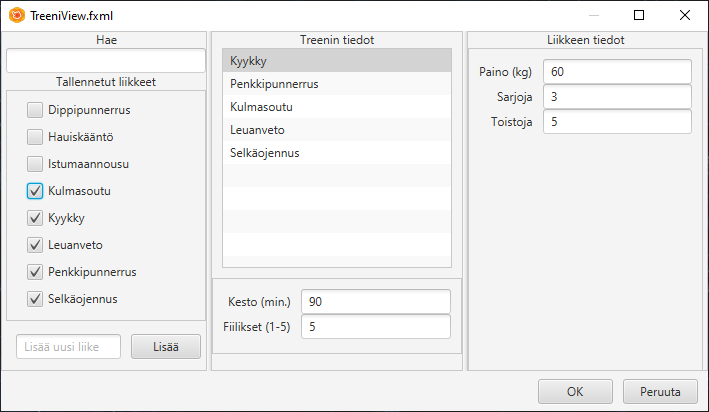 TreeniView.fxml
Hae
Tallennetut liikkeet
Dippipunnerrus
Hauiskääntö
Istumaannousu
Kulmasoutu
Kyykky
Leuanveto
Penkkipunnerrus
Selkäojennus
Lisää uusi liike
Lisää
Treenin tiedot
Kyykky
Penkkipunnerrus
Kulmasoutu
Leuanveto
Selkäojennus
Kesto (min.) 90
Fiilikset (1-5) 5
Liikkeen tiedot
Paino (kg) 60
Sarjoja 3
Toistoja 5
OK
Peruuta